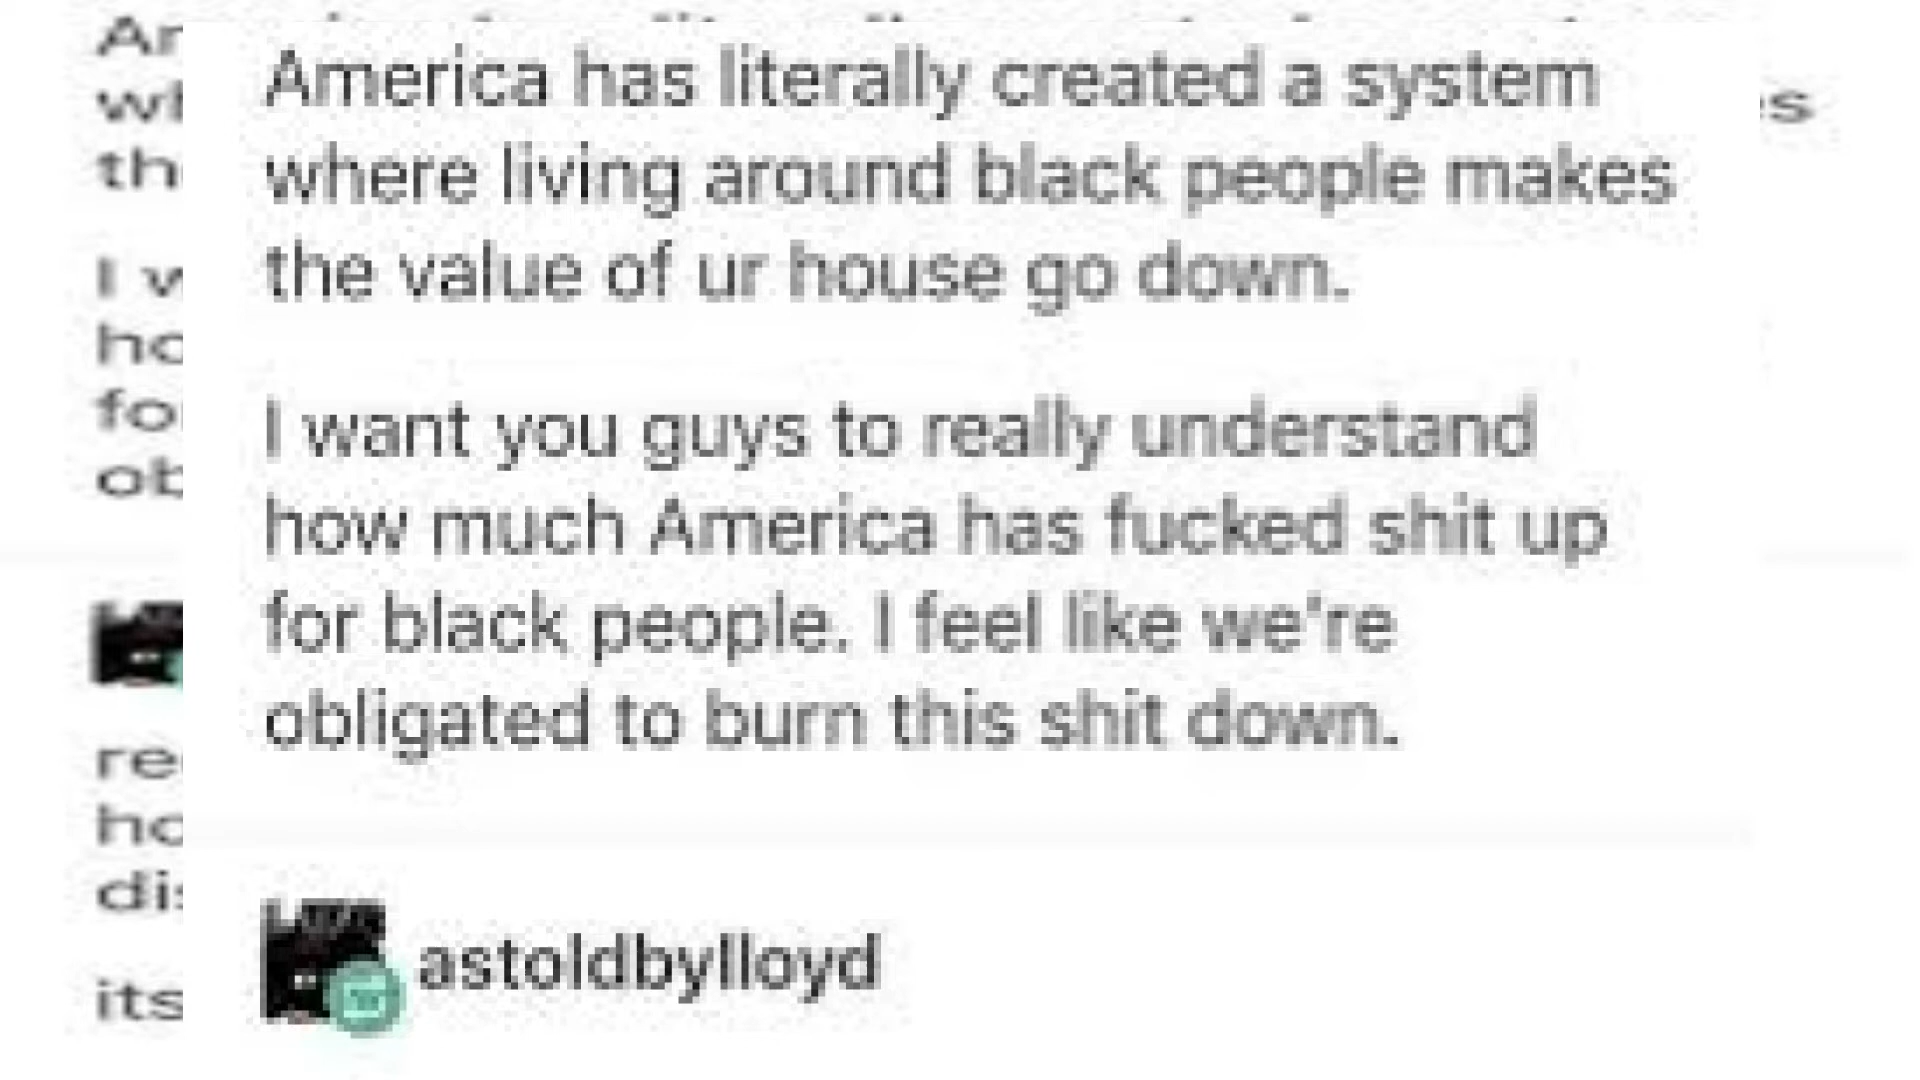 America has literally created a system
where living around black people makes
the value of ur house go down.
I want you guys to really understand
how much America has fucked shit up
for black people. I feel like we're
obligated to burn this shit down.
astoldbylloyd